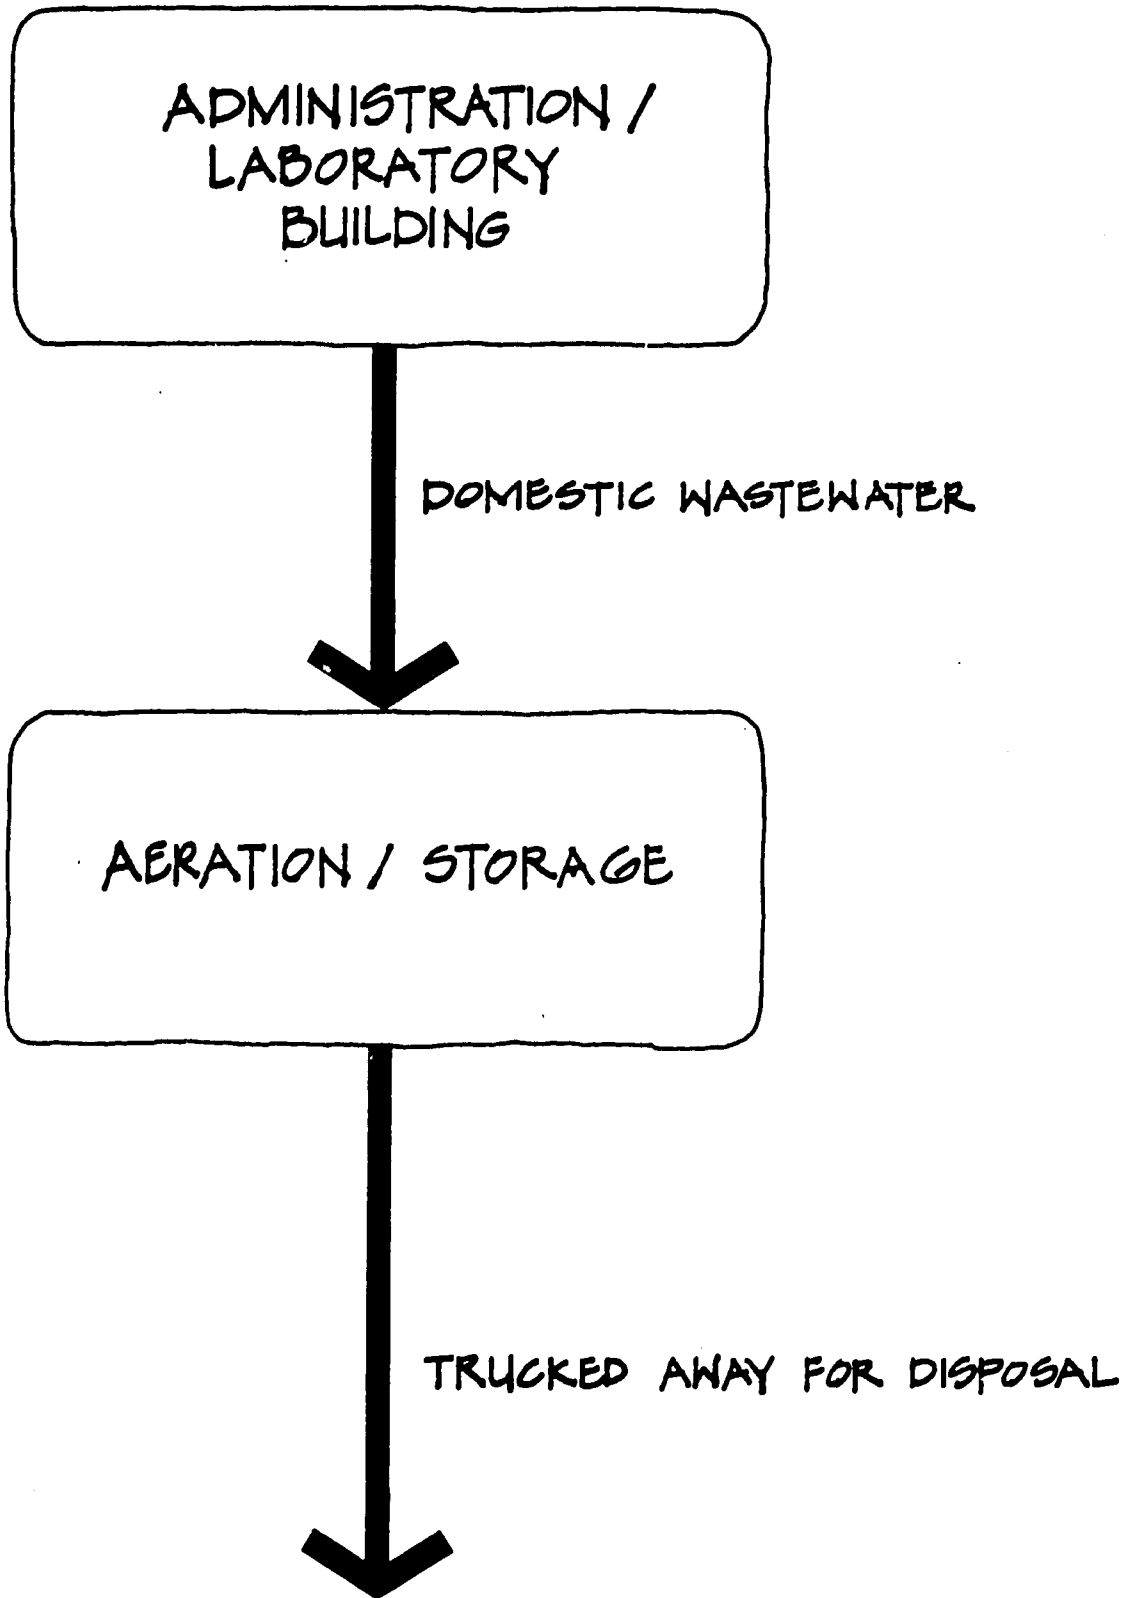 ADMINISTRATION /
LABORATORY
BUILDING
DOMESTIC WASTEWATER
AERATION / STORAGE
TRUCKED AWAY FOR DISPOSAL